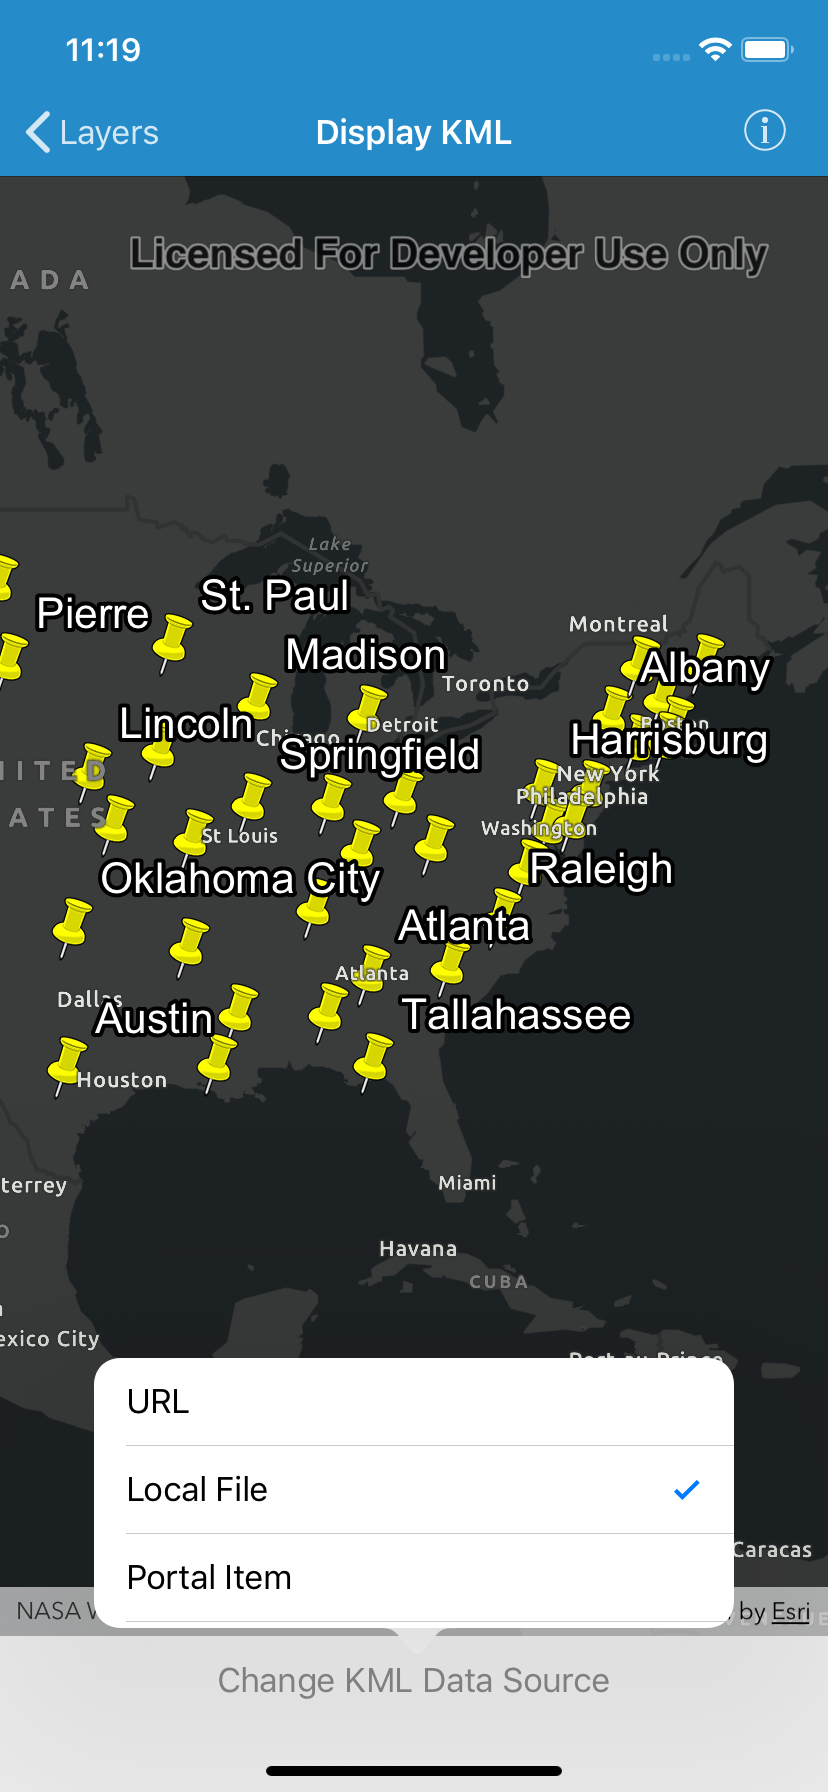 11:19
Layers
Display KML
Licensed For Developer Use Only
ADA
Lake
Superior
St. Paul
Pierre
Montreal
Madison
Albany
Toronto
Lincoln
Detroit
Boston
Chicago
Springfield
Harrisburg
UNITED
New York
Philadelphia
ATES
Washington
St Louis
Raleigh
Oklahoma City
Atlanta
Atlanta
Dallas
Austin
Tallahassee
Houston
Miami
terrey
Havana
CUBA
exico City
Port-au-Prince
URL
Local File
Portal Item
Caracas
NASA
by Esri
Change KML Data Source